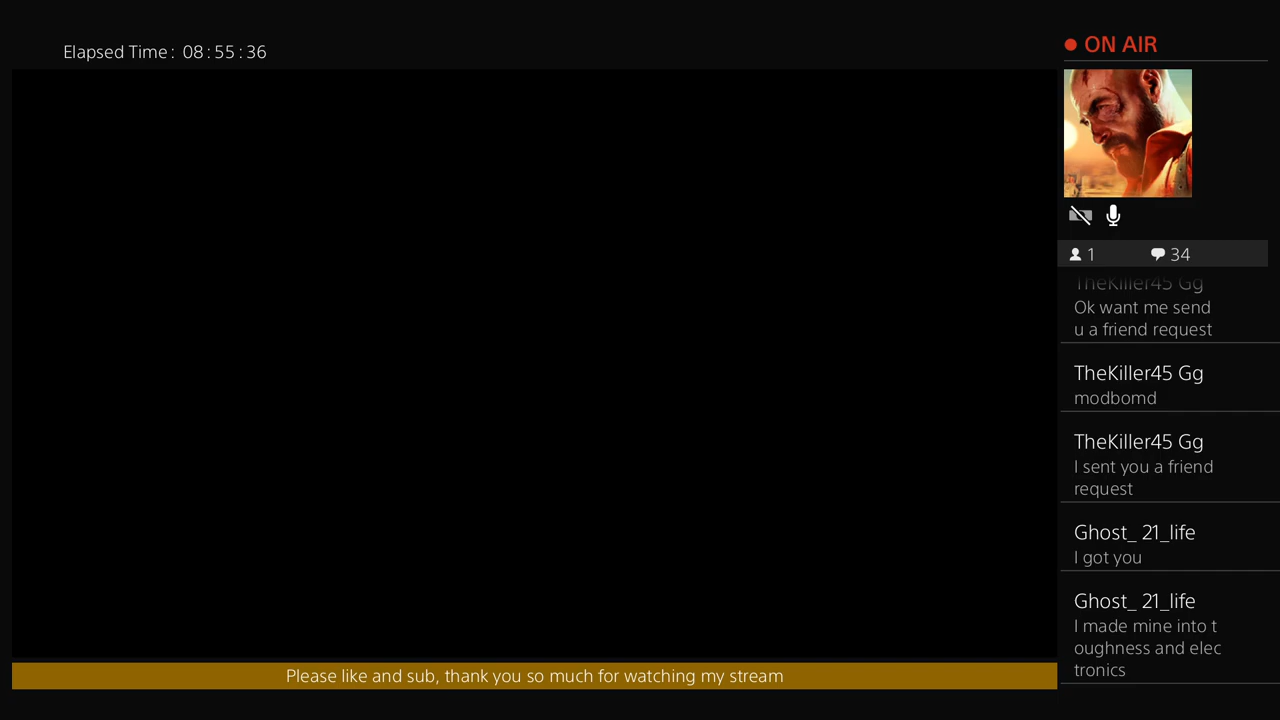 Elapsed Time: 08:55:36
ON AIR
1 34
TheKiller45 Gg
Ok want me send
u a friend request
TheKiller45 Gg
modbomd
TheKiller45 Gg
I sent you a friend
request
Ghost_ 21_life
I got you
Ghost_ 21_life
I made mine into t
oughness and elec
tronics
Please like and sub, thank you so much for watching my stream